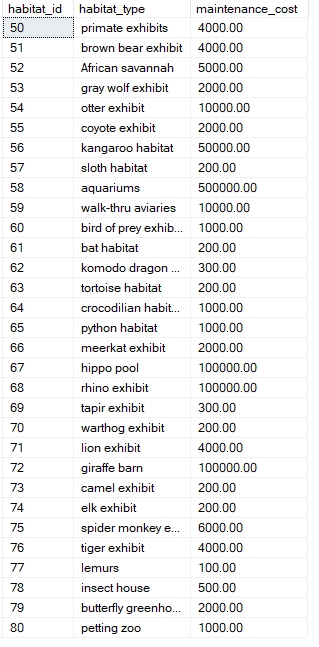 habitat_id habitat_type maintenance_cost
50 primate exhibits 4000.00
51 brown bear exhibit 4000.00
52 African savannah 5000.00
53 gray wolf exhibit 2000.00
54 otter exhibit 10000.00
55 coyote exhibit 2000.00
56 kangaroo habitat 50000.00
57 sloth habitat 200.00
58 aquariums 500000.00
59 walk-thru aviaries 10000.00
60 bird of prey exhib... 1000.00
61 bat habitat 200.00
62 komodo dragon ... 300.00
63 tortoise habitat 200.00
64 crocodilian habit... 1000.00
65 python habitat 1000.00
66 meerkat exhibit 2000.00
67 hippo pool 100000.00
68 rhino exhibit 100000.00
69 tapir exhibit 300.00
70 warthog exhibit 200.00
71 lion exhibit 4000.00
72 giraffe barn 100000.00
73 camel exhibit 200.00
74 elk exhibit 200.00
75 spider monkey e... 6000.00
76 tiger exhibit 4000.00
77 lemurs 100.00
78 insect house 500.00
79 butterfly greenho... 2000.00
80 petting zoo 1000.00